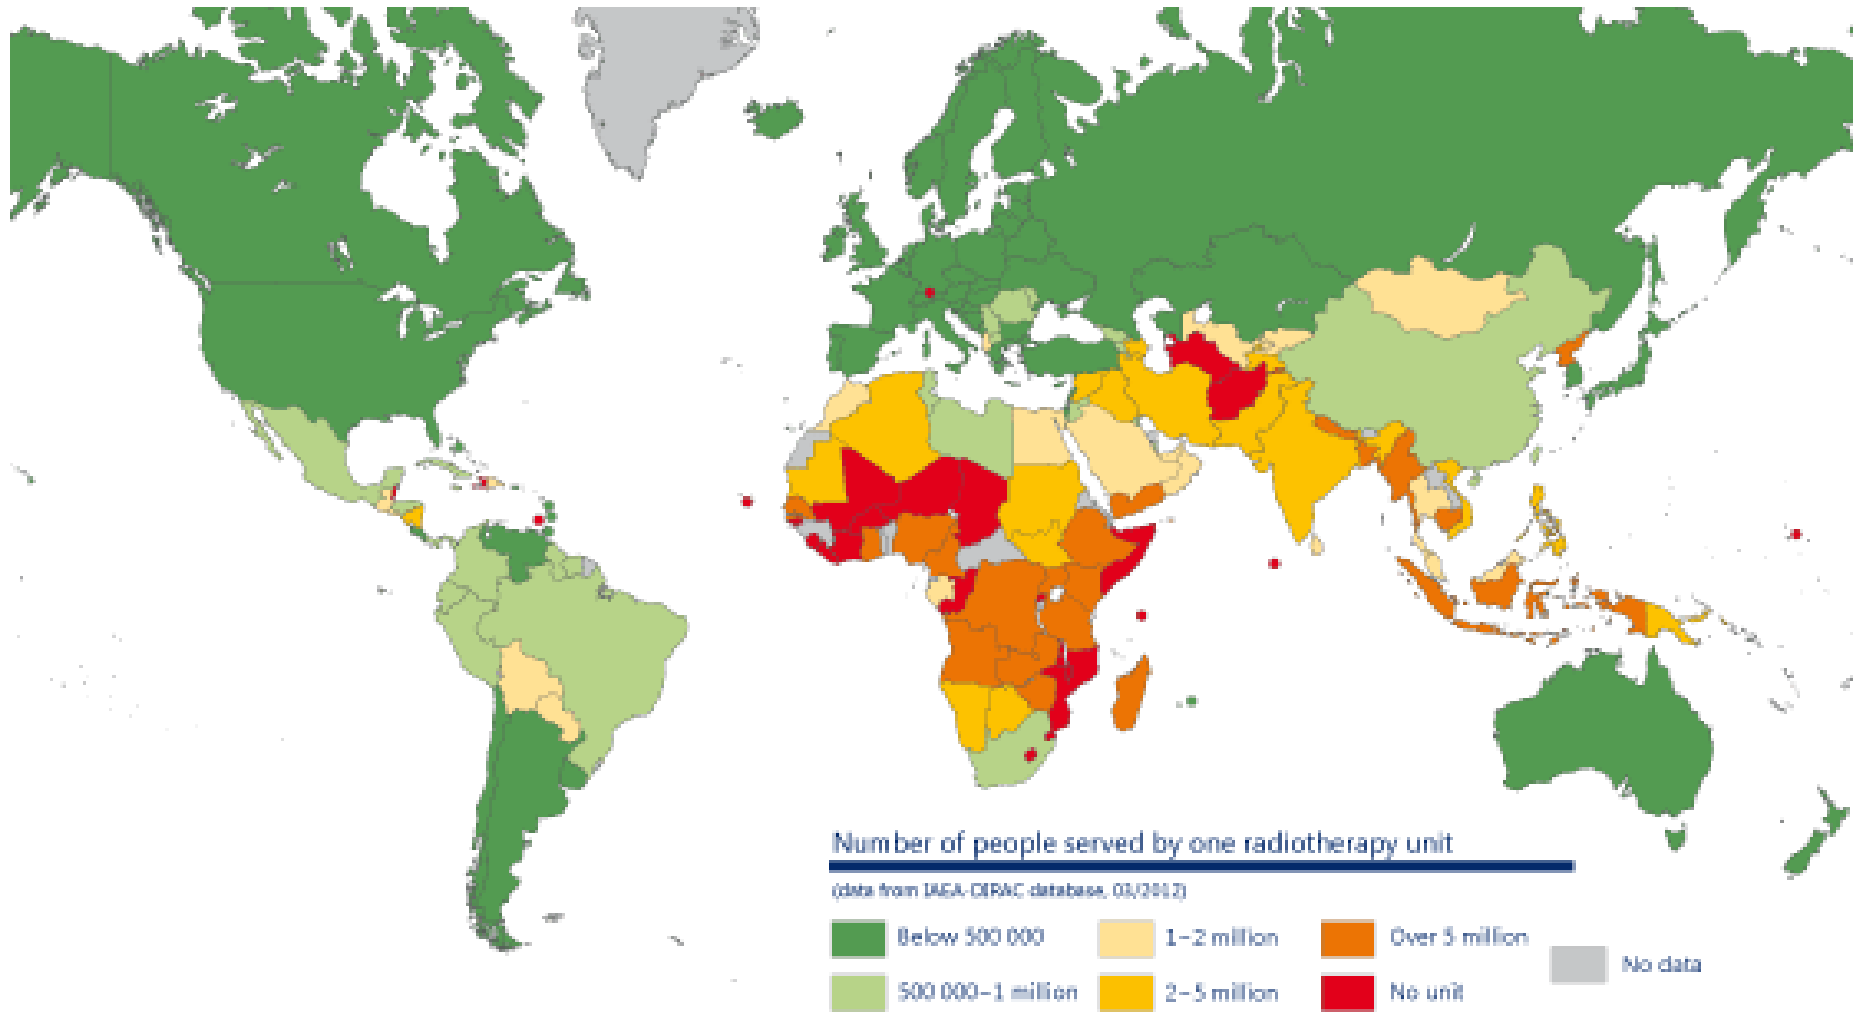 Number of people served by one radiotherapy unit
(data from IAEA-DIRAC database, 03/2012)
Below 500 000
1–2 million
Over 5 million
No data
500 000–1 million
2–5 million
No unit